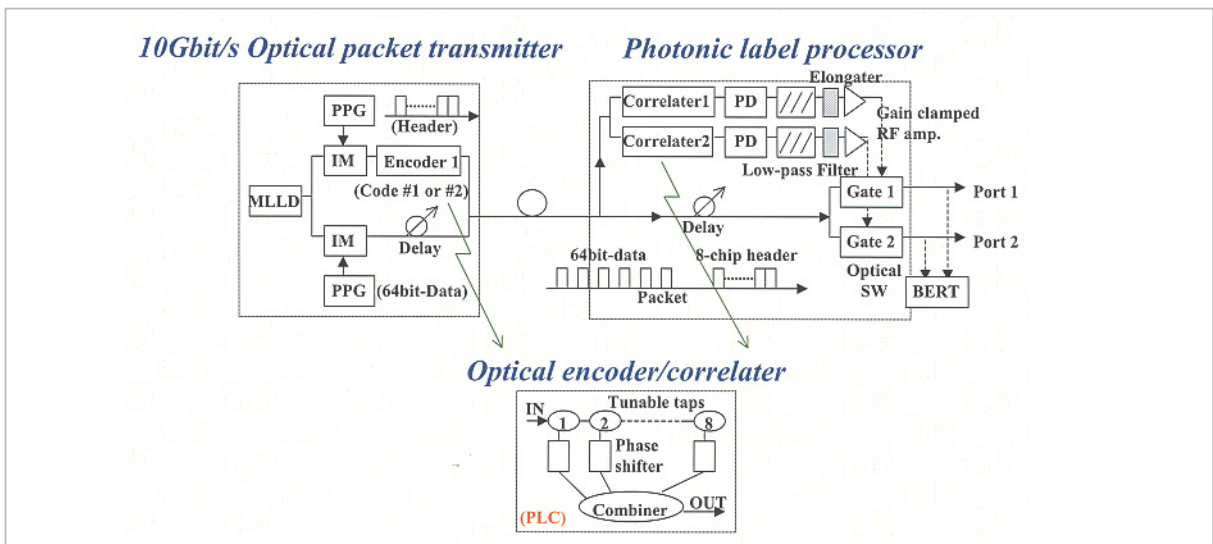 10Gbit/s Optical packet transmitter
Photonic label processor
PPG
(Header)
IM
Encoder 1
(Code #1 or #2)
MLLD
IM
Delay
PPG
(64bit-Data)
Elongater
Correlater1
PD
Gain clamped
RF amp.
Correlater2
PD
Low-pass Filter
Gate 1
Port 1
Delay
Gate 2
Port 2
64bit-data
8-chip header
Optical
SW
BERT
Packet
Optical encoder/correlater
Tunable taps
IN
1
2
8
Phase
shifter
Combiner
OUT
(PLC)